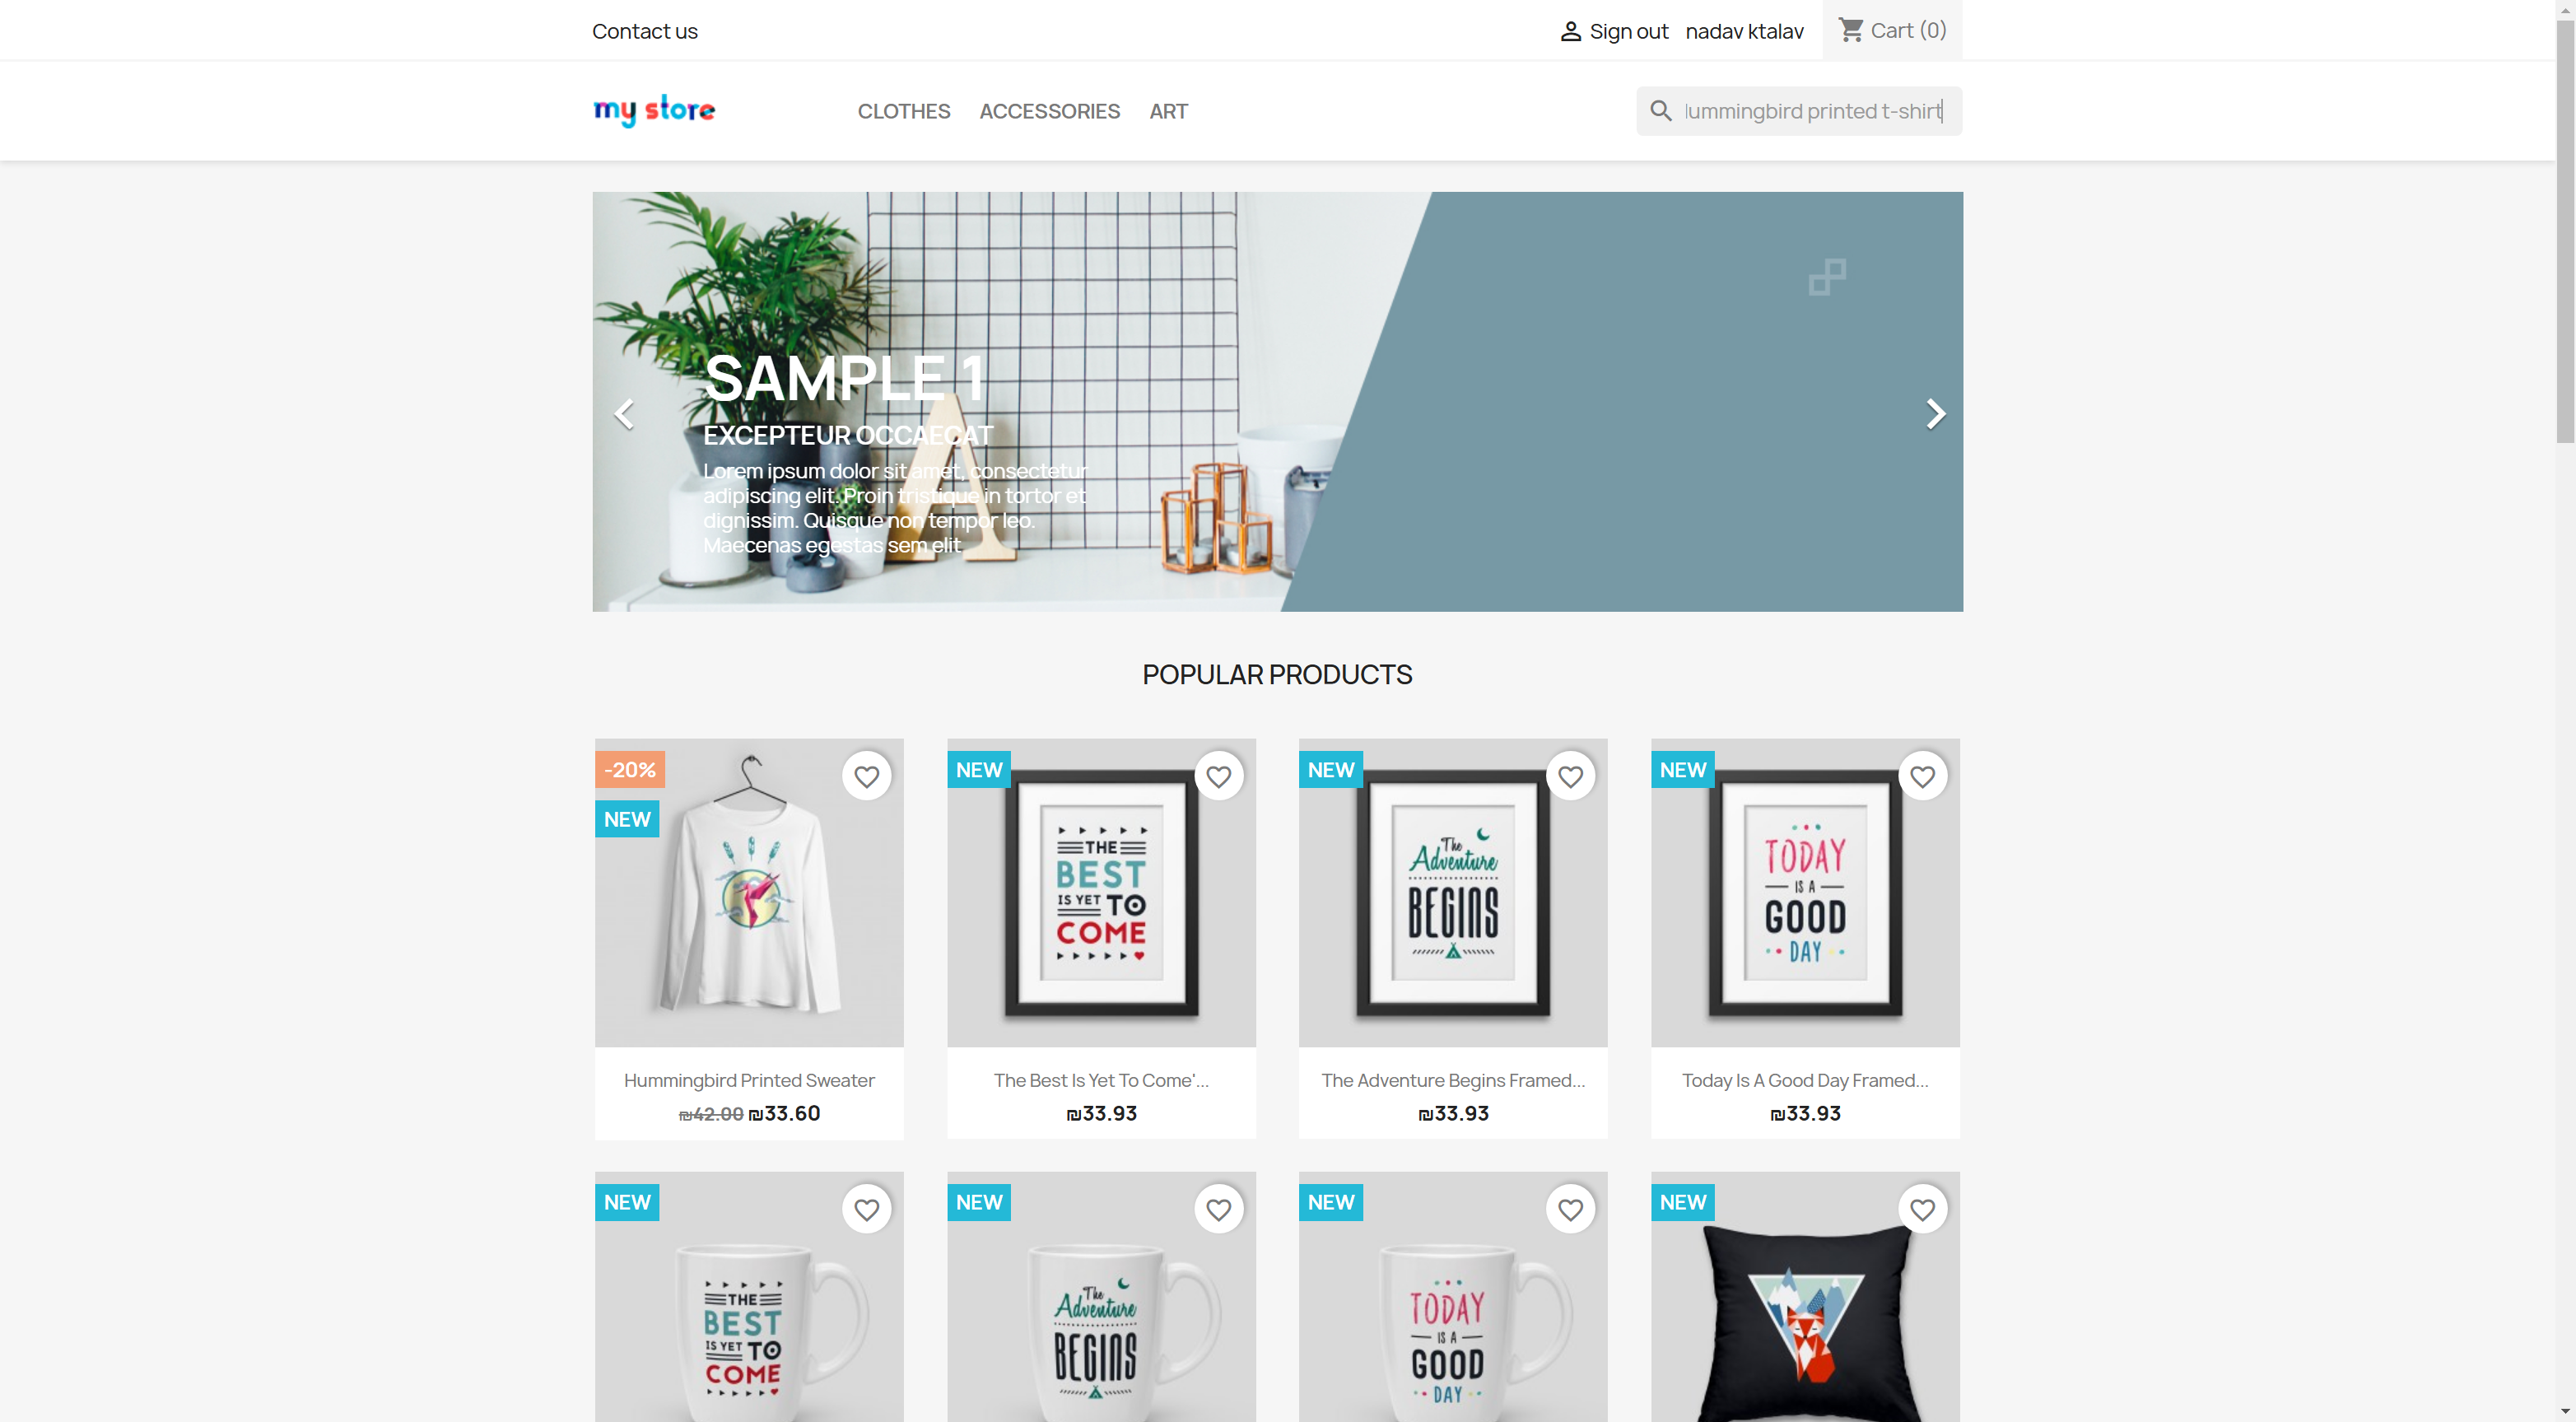 Contact us
Sign out nadav ktalav Cart (0)
my store
CLOTHES ACCESSORIES ART
ummingbird printed t-shirt
SAMPLE 1
EXCEPTEUR OCCAECAT
Lorem ipsum dolor sit amet, consectetur
adipiscing elit. Proin tristique in tortor et
dignissim. Quisque non tempor leo.
Maecenas egestas sem elit
POPULAR PRODUCTS
-20%
NEW
Hummingbird Printed Sweater
₪42.00 ₪33.60
NEW
THE
BEST
IS YET TO
COME
The Best Is Yet To Come'...
₪33.93
NEW
The
Adventure
BEGINS
The Adventure Begins Framed...
₪33.93
NEW
TODAY
IS A
GOOD
DAY
Today Is A Good Day Framed...
₪33.93
NEW
THE
BEST
IS YET TO
COME
NEW
The
Adventure
BEGINS
NEW
TODAY
IS A
GOOD
DAY
NEW